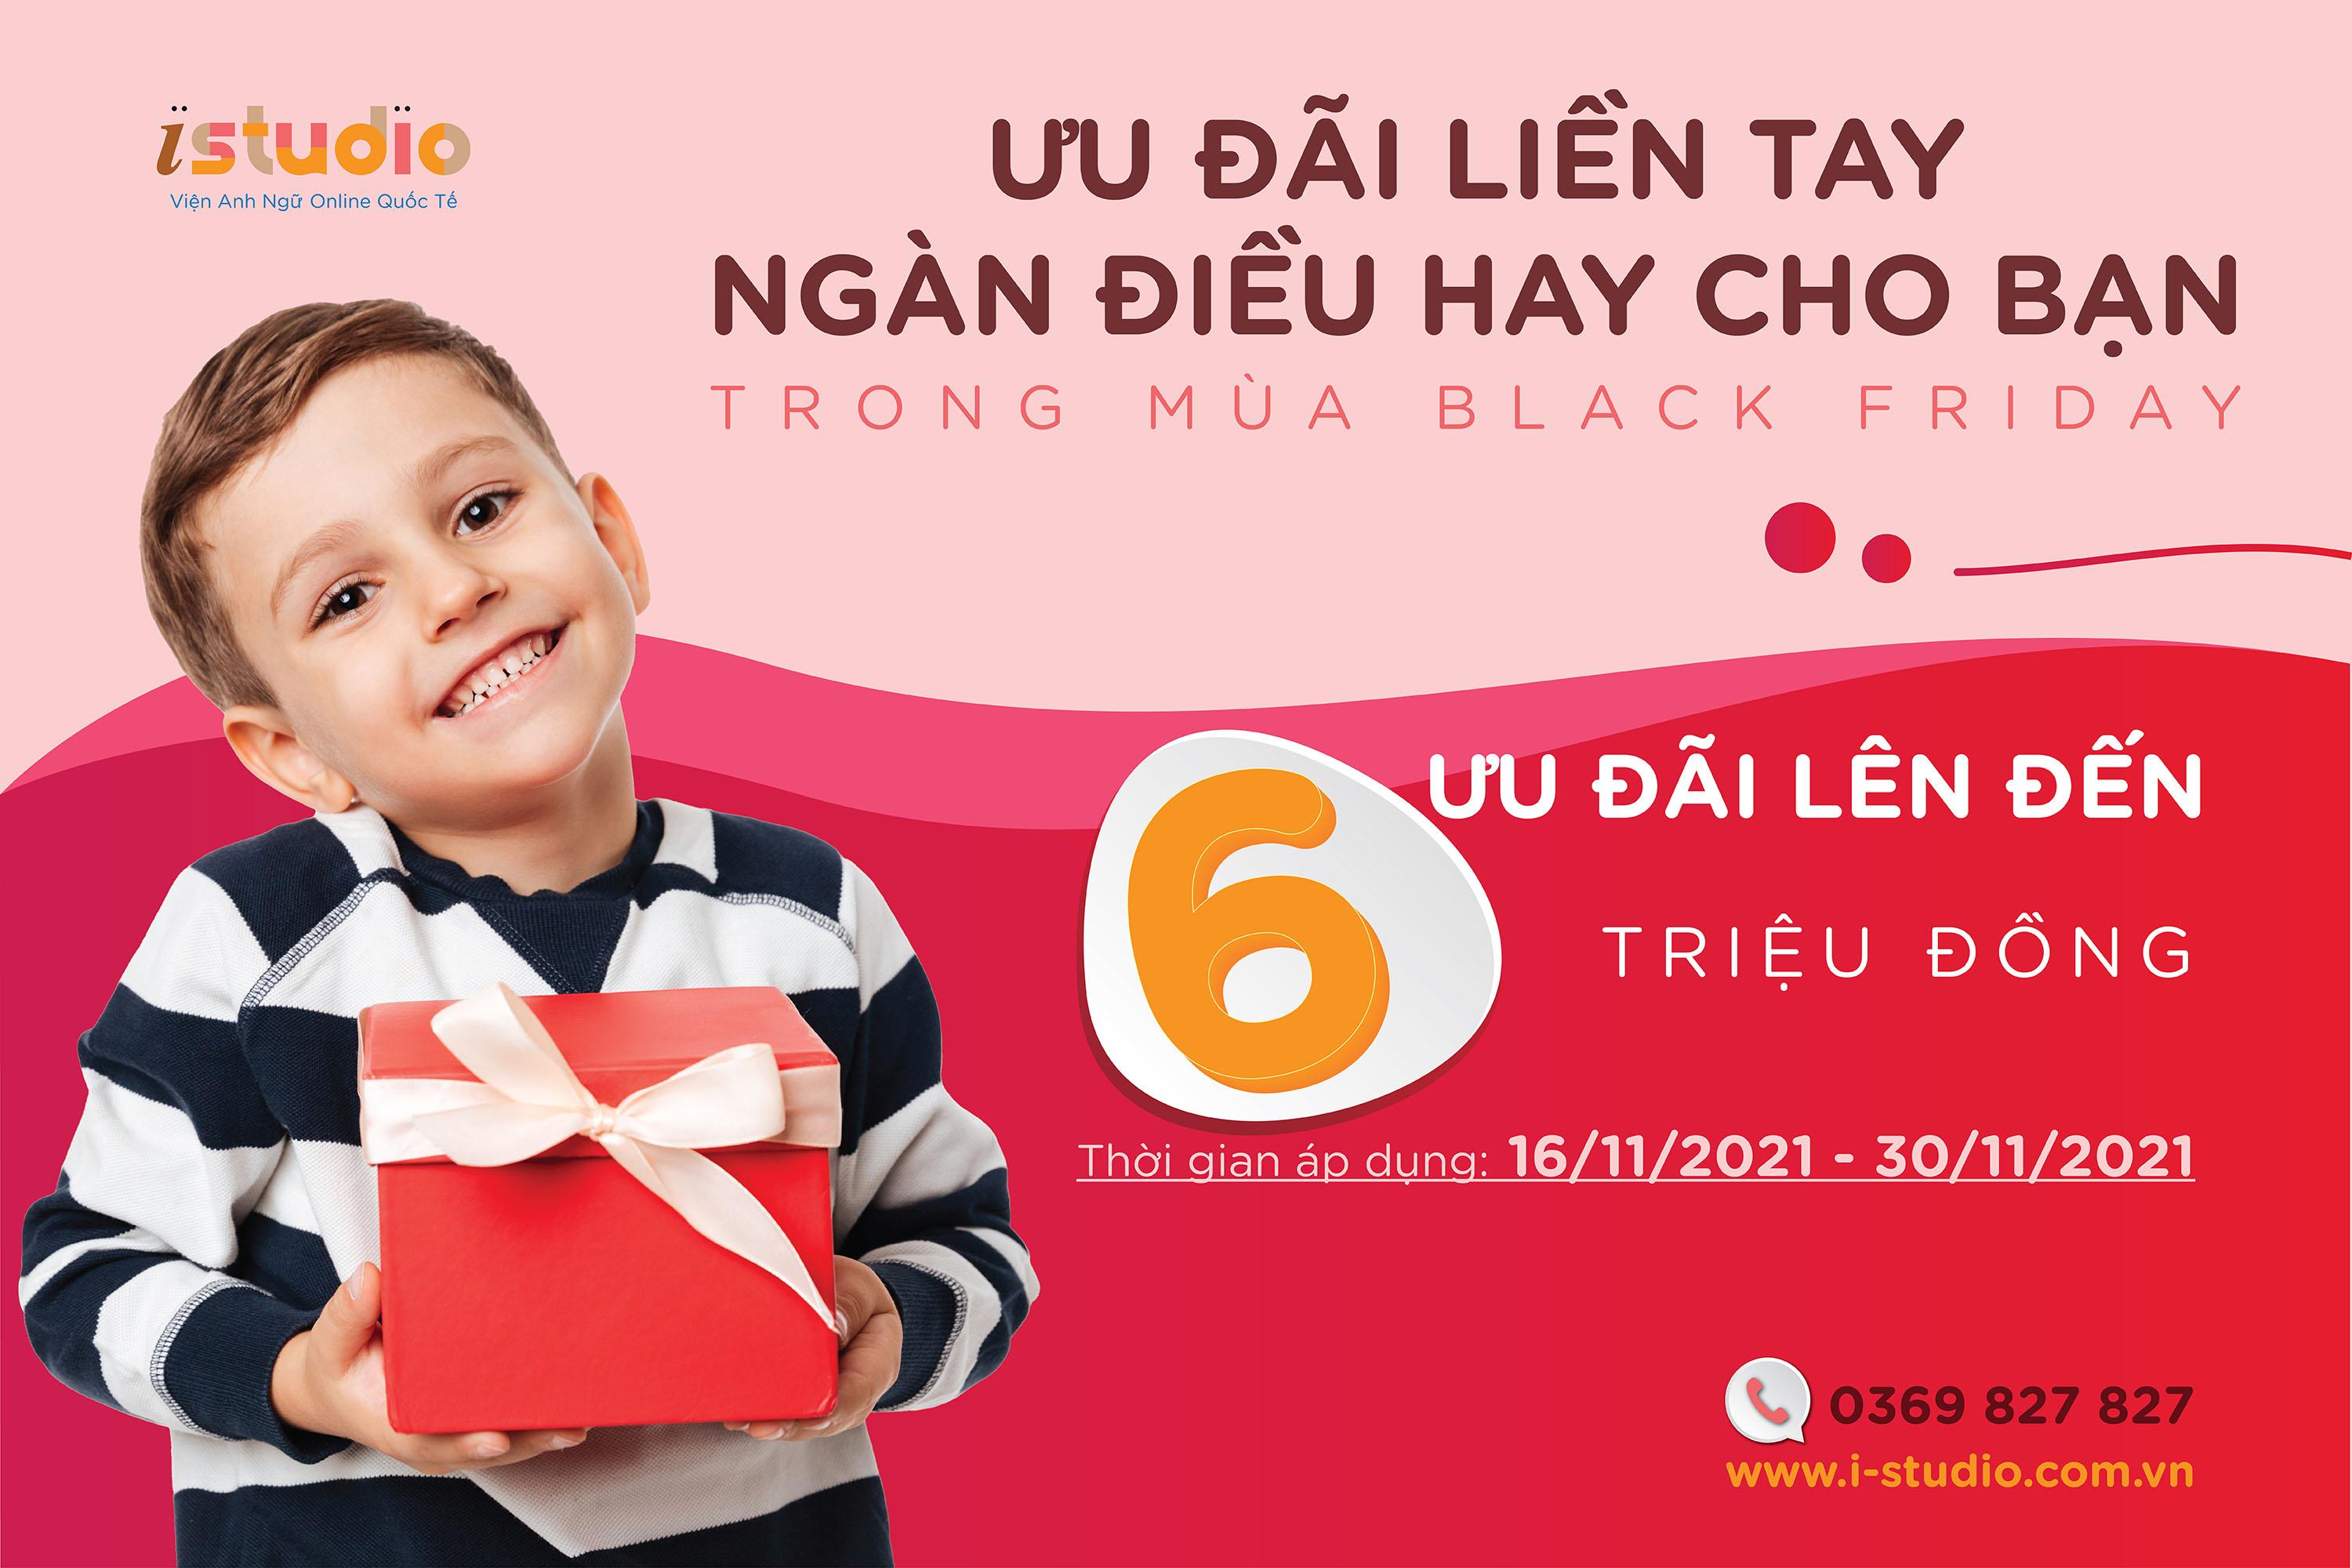 istudio
Viện Anh Ngữ Online Quốc Tế
ƯU ĐÃI LIỀN TAY
NGÀN ĐIỀU HAY CHO BẠN
TRONG MÙA BLACK FRIDAY
6
ƯU ĐÃI LÊN ĐẾN
TRIỆU ĐỒNG
Thời gian áp dụng: 16/11/2021 - 30/11/2021
0369 827 827
www.i-studio.com.vn